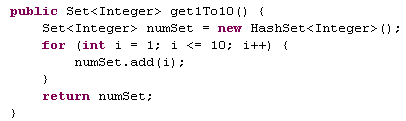 public Set<Integer> get1To10() {
    Set<Integer> numSet = new HashSet<Integer>();
    for (int i = 1; i <= 10; i++) {
        numSet.add(i);
    }
    return numSet;
}